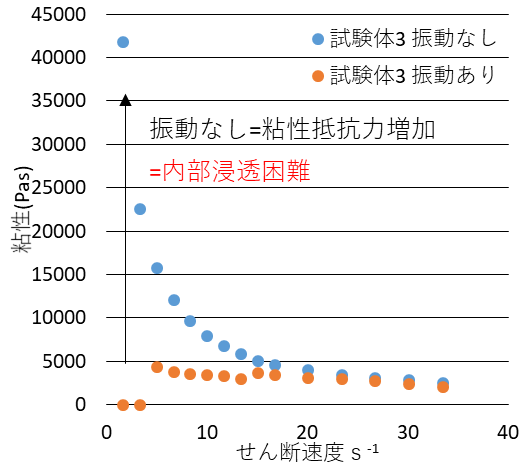 45000
40000
35000
30000
25000
20000
15000
10000
5000
0
粘性(Pas)
試験体3 振動なし
試験体3 振動あり
振動なし=粘性抵抗力増加
=内部浸透困難
0 10 20 30 40
せん断速度 s -1